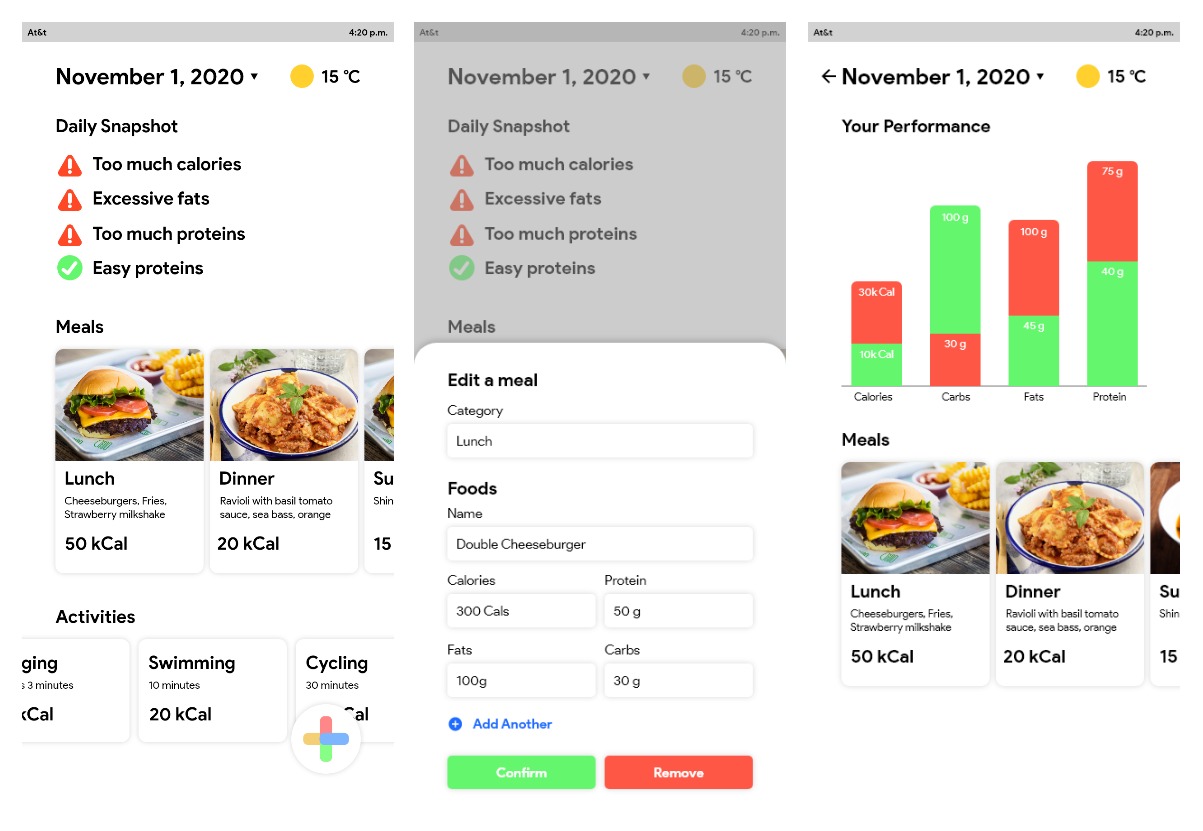 At&t 4:20 p.m.
November 1, 2020 15 °C
Daily Snapshot
Too much calories
Excessive fats
Too much proteins
Easy proteins
Meals
Lunch
Cheeseburgers, Fries,
Strawberry milkshake
50 kCal
Dinner
Ravioli with basil tomato
sauce, sea bass, orange
20 kCal
Su
Shin
15
Activities
ging
s 3 minutes
kCal
Swimming
10 minutes
20 kCal
Cycling
30 minutes
Cal
At&t 4:20 p.m.
November 1, 2020 15 °C
Daily Snapshot
Too much calories
Excessive fats
Too much proteins
Easy proteins
Meals
Edit a meal
Category
Lunch
Foods
Name
Double Cheeseburger
Calories Protein
300 Cals 50 g
Fats Carbs
100g 30 g
Add Another
Confirm Remove
At&t 4:20 p.m.
November 1, 2020 15 °C
Your Performance
75 g
100 g
100 g
40 g
30k Cal
45 g
30 g
10k Cal
Calories Carbs Fats Protein
Meals
Lunch
Cheeseburgers, Fries,
Strawberry milkshake
50 kCal
Dinner
Ravioli with basil tomato
sauce, sea bass, orange
20 kCal
Su
Shin
15